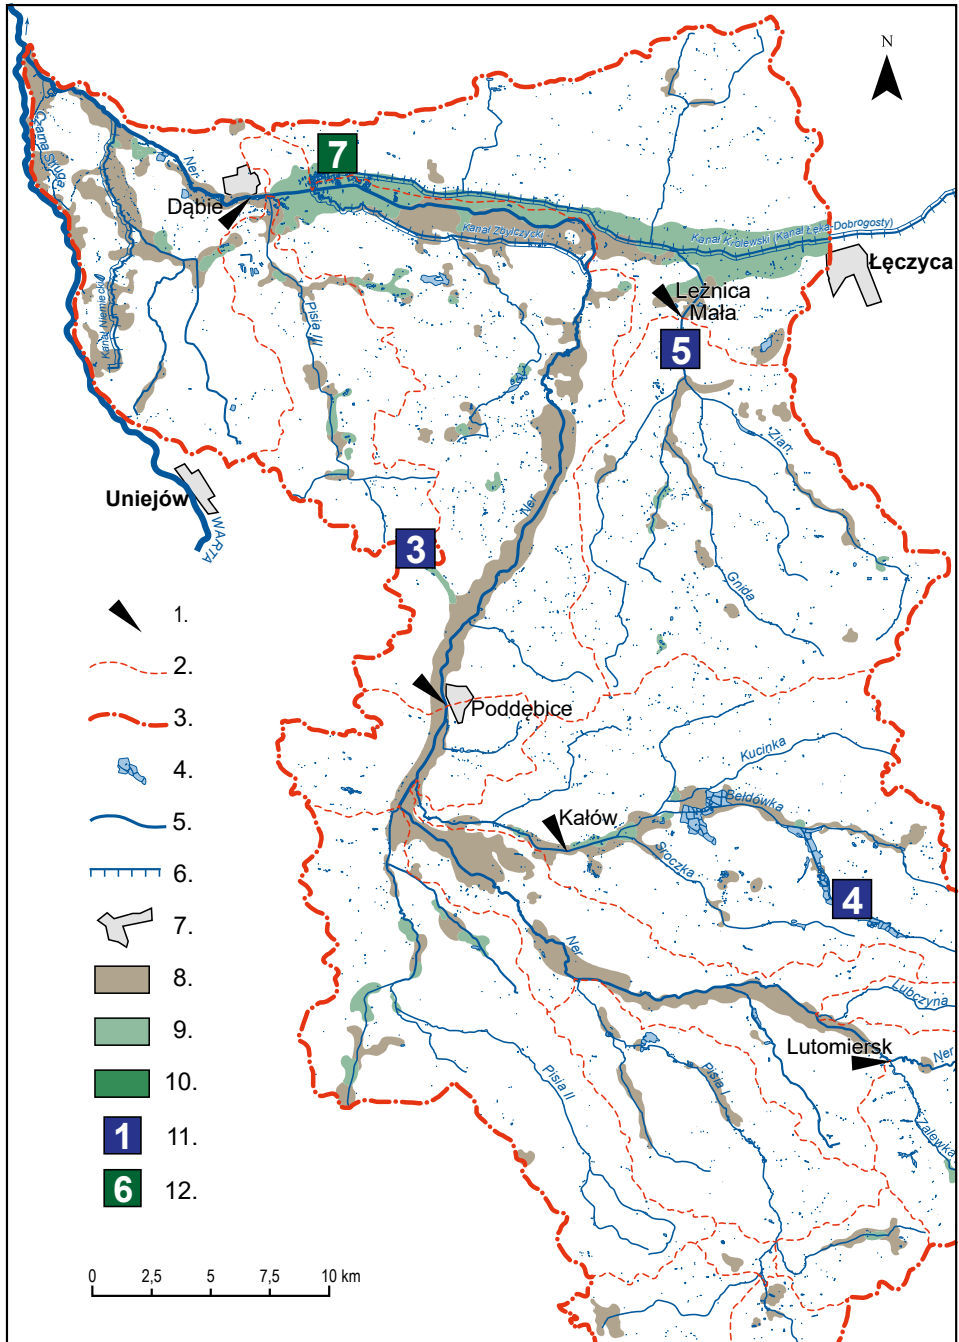 N
Czarna Struga
Ner
7
Dąbie
Kanał Zbylczycki
Kanał Królewski (Kanał Łęka-Dobrogosty)
Łęczyca
Leźnica
Mała
Kanał Niemiecki
Pisia III
5
Zian
Uniejów
WARTA
Ner
3
Gnida
1.
2.
Poddębice
3.
Kucinka
4.
Bełdówka
Kałów
5.
Sroczka
6.
4
7.
Ner
8.
Lubczyna
9.
Lutomiersk
Ner
10.
Pisia II
Pisia I
Zalewka
1
11.
6
12.
0
2,5
5
7,5
10 km